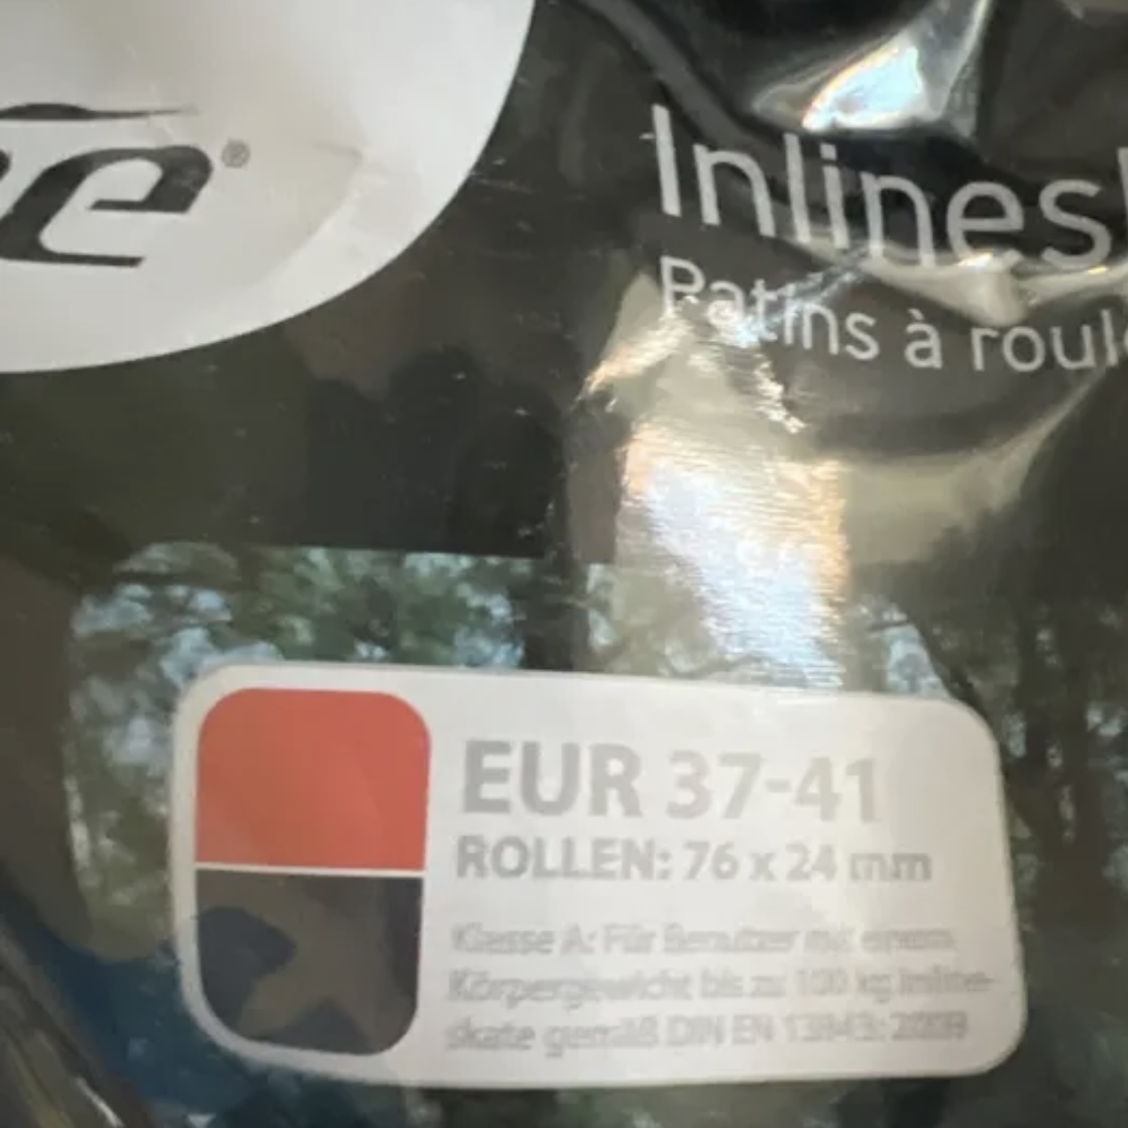 e®
Inlines
Patins à roul
EUR 37-41
ROLLEN: 76 x 24 mm
Klasse A: Für Benutzer mit einem
Körpergewicht bis zu 100 kg Inline-
skate gemäß DIN EN 13843: 2009